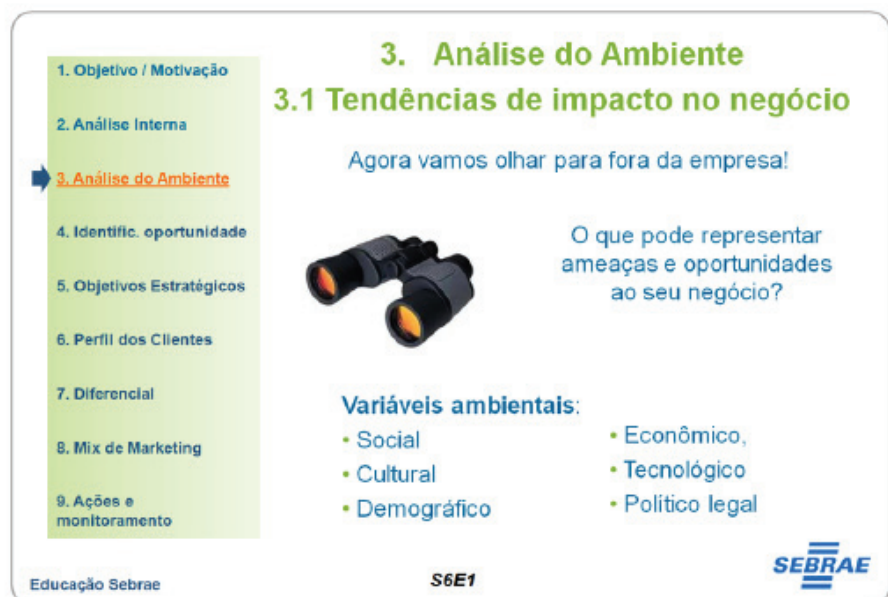 1. Objetivo / Motivação
2. Análise Interna
3. Análise do Ambiente
4. Identific. oportunidade
5. Objetivos Estratégicos
6. Perfil dos Clientes
7. Diferencial
8. Mix de Marketing
9. Ações e
monitoramento
3. Análise do Ambiente
3.1 Tendências de impacto no negócio
Agora vamos olhar para fora da empresa!
O que pode representar
ameaças e oportunidades
ao seu negócio?
Variáveis ambientais:
• Social
• Cultural
• Demográfico
• Econômico,
• Tecnológico
• Político legal
Educação Sebrae
S6E1
SEBRAE